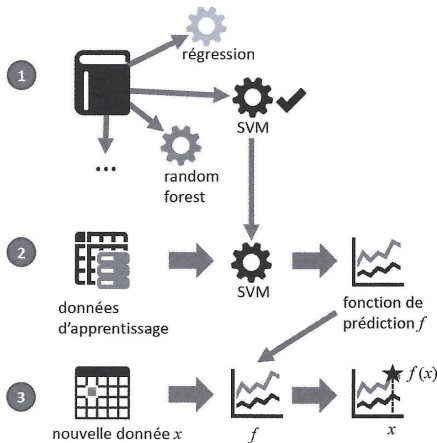 1
régression
SVM
...
random
forest
2
données
d'apprentissage
SVM
fonction de
prédiction f
3
nouvelle donnée x
f
f(x)
x